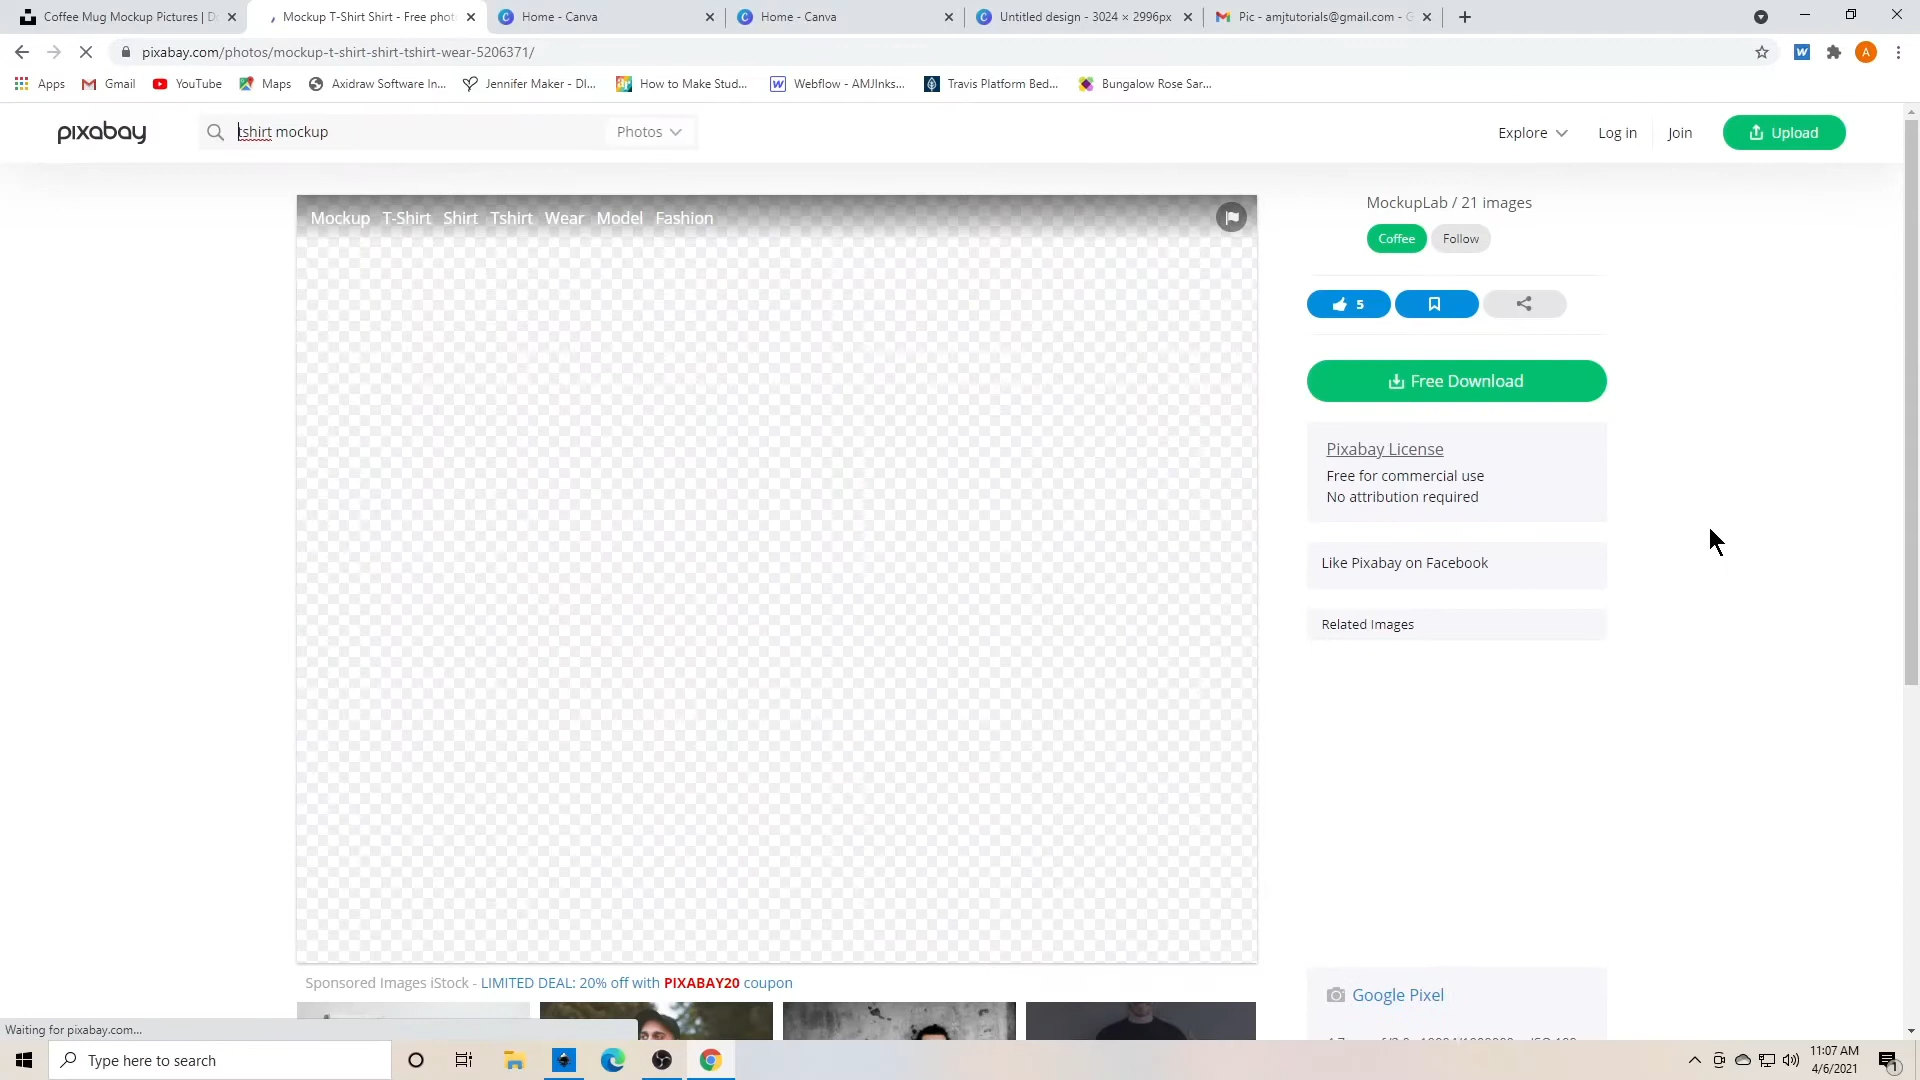 Coffee Mug Mockup Pictures | Do
Mockup T-Shirt Shirt - Free phot
Home - Canva
Home - Canva
Untitled design - 3024 × 2996px
Pic - amjtutorials@gmail.com - G
pixabay.com/photos/mockup-t-shirt-shirt-tshirt-wear-5206371/
W
A
Apps
Gmail
YouTube
Maps
Axidraw Software In...
Jennifer Maker - DI...
How to Make Stud...
Webflow - AMJInks...
Travis Platform Bed...
Bungalow Rose Sar...
pixabay
tshirt mockup
Photos
Explore
Log in
Join
Upload
Mockup T-Shirt Shirt Tshirt Wear Model Fashion
MockupLab / 21 images
Coffee
Follow
5
Free Download
Pixabay License
Free for commercial use
No attribution required
Like Pixabay on Facebook
Related Images
Sponsored Images iStock - LIMITED DEAL: 20% off with PIXABAY20 coupon
Google Pixel
Waiting for pixabay.com...
Type here to search
11:07 AM
4/6/2021
1